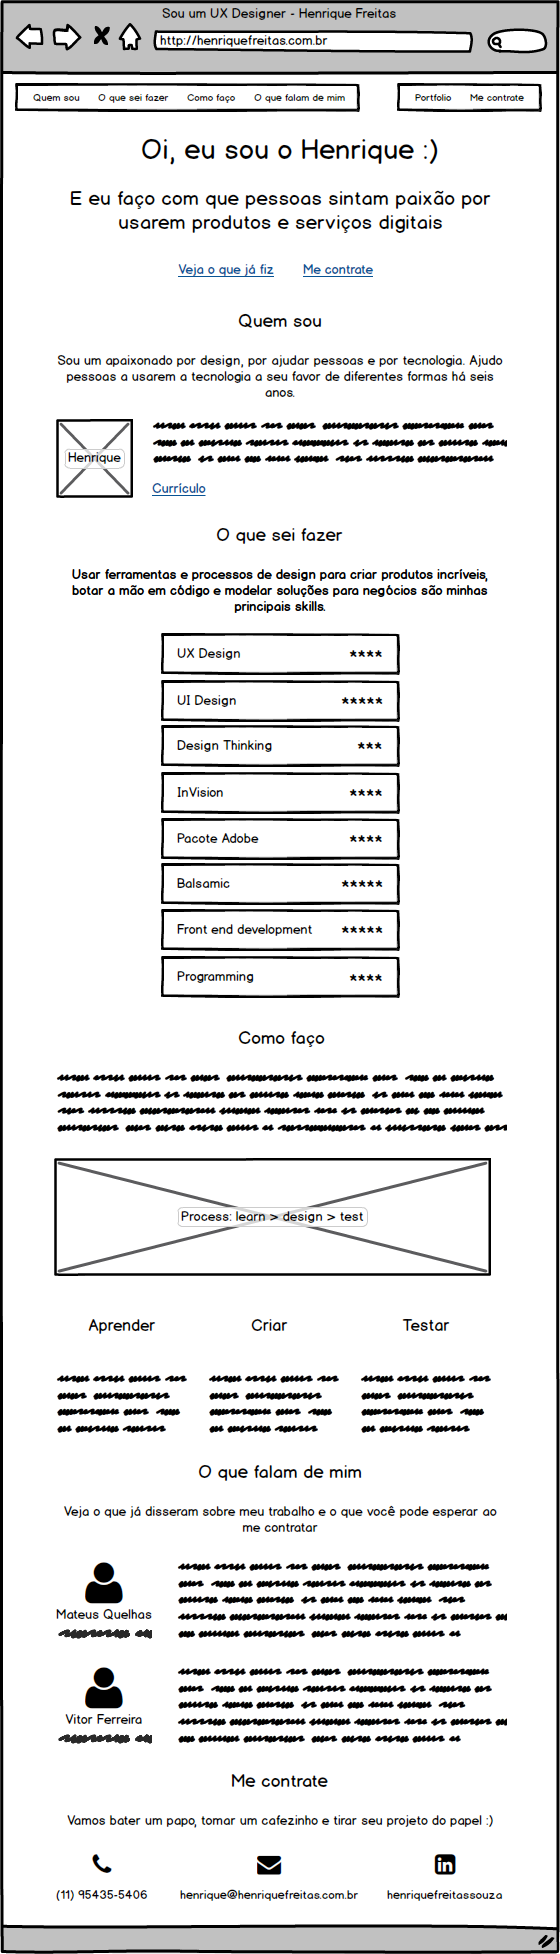 Sou um UX Designer - Henrique Freitas
http://henriquefreitas.com.br
Quem sou O que sei fazer Como faço O que falam de mim Portfolio Me contrate
Oi, eu sou o Henrique :)
E eu faço com que pessoas sintam paixão por
usarem produtos e serviços digitais
Veja o que já fiz Me contrate
Quem sou
Sou um apaixonado por design, por ajudar pessoas e por tecnologia. Ajudo
pessoas a usarem a tecnologia a seu favor de diferentes formas há seis
anos.
Henrique
Currículo
O que sei fazer
Usar ferramentas e processos de design para criar produtos incríveis,
botar a mão em código e modelar soluções para negócios são minhas
principais skills.
UX Design ****
UI Design *****
Design Thinking ***
InVision ****
Pacote Adobe ****
Balsamic *****
Front end development *****
Programming ****
Como faço
Process: learn > design > test
Aprender Criar Testar
O que falam de mim
Veja o que já disseram sobre meu trabalho e o que você pode esperar ao
me contratar
Mateus Quelhas
Vitor Ferreira
Me contrate
Vamos bater um papo, tomar um cafezinho e tirar seu projeto do papel :)
(11) 95435-5406 henrique@henriquefreitas.com.br henriquefreitassouza